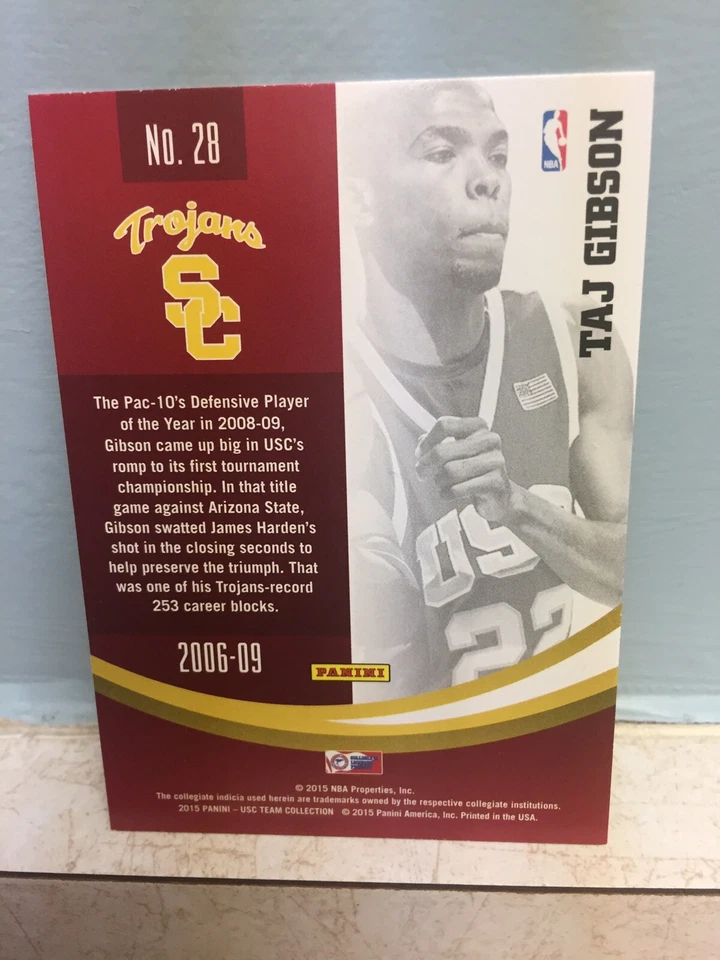 No. 28
Trojans
SC
The Pac-10's Defensive Player
of the Year in 2008-09,
Gibson came up big in USC's
romp to its first tournament
championship. In that title
game against Arizona State,
Gibson swatted James Harden's
shot in the closing seconds to
help preserve the triumph. That
was one of his Trojans-record
253 career blocks.
2006-09
PANINI
NBA
TAJ GIBSON
USC
22
© 2015 NBA Properties, Inc.
The collegiate indicia used herein are trademarks owned by the respective collegiate institutions.
2015 PANINI – USC TEAM COLLECTION © 2015 Panini America, Inc. Printed in the USA.